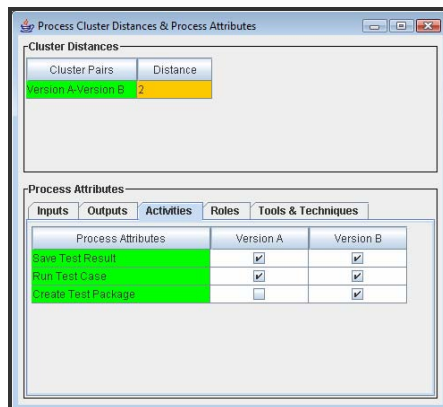 Process Cluster Distances & Process Attributes
Cluster Distances
Cluster Pairs Distance
Version A-Version B 2
Process Attributes
Inputs Outputs Activities Roles Tools & Techniques
Process Attributes Version A Version B
Save Test Result
Run Test Case
Create Test Package